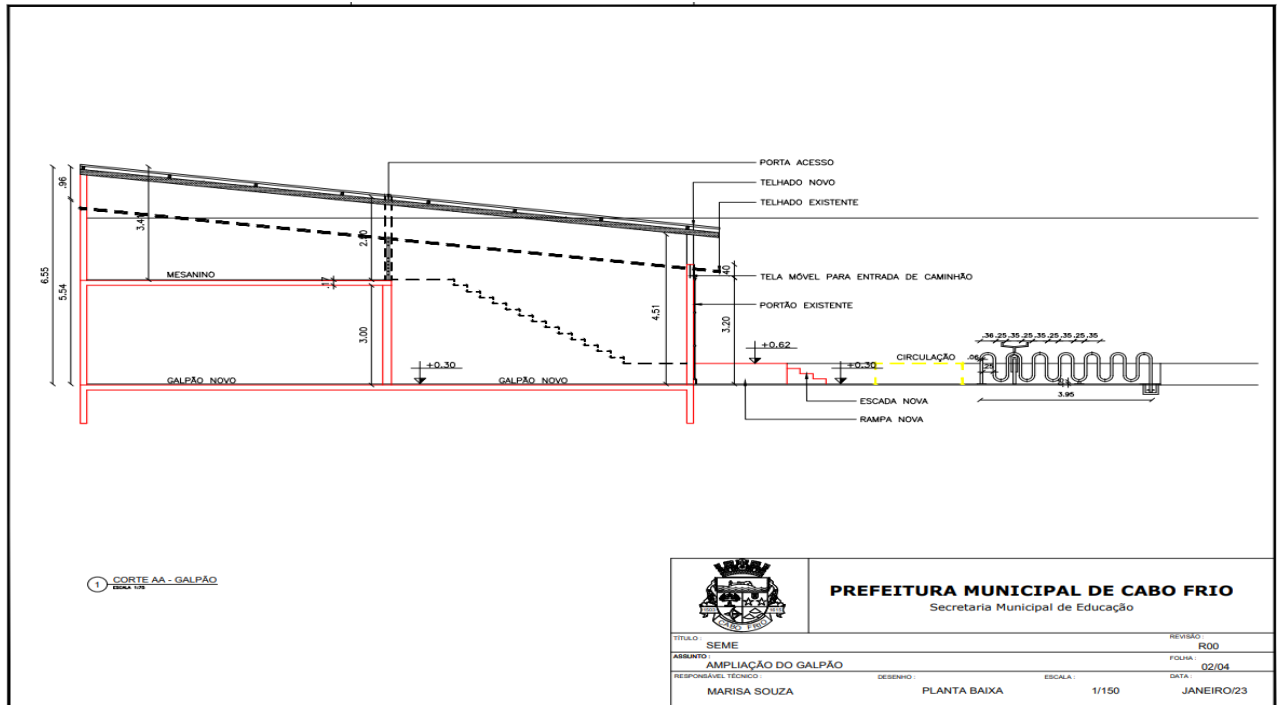 PORTA ACESSO
TELHADO NOVO
TELHADO EXISTENTE
.96
3.41
6.55
5.54
MESANINO
.17
3.00
4.51
.40
3.20
TELA MÓVEL PARA ENTRADA DE CAMINHÃO
PORTÃO EXISTENTE
+0.62
+0.30
+0.30
CIRCULAÇÃO
.36 .25 .35 .25 .35 .25 .35 .25 .35
.25
3.95
GALPÃO NOVO
GALPÃO NOVO
ESCADA NOVA
RAMPA NOVA
1
CORTE AA - GALPÃO
ESCALA 1:75
CABO FRIO
PREFEITURA MUNICIPAL DE CABO FRIO
Secretaria Municipal de Educação
TÍTULO :
SEME
REVISÃO :
R00
ASSUNTO :
AMPLIAÇÃO DO GALPÃO
FOLHA :
02/04
RESPONSÁVEL TÉCNICO :
MARISA SOUZA
DESENHO :
PLANTA BAIXA
ESCALA :
1/150
DATA :
JANEIRO/23